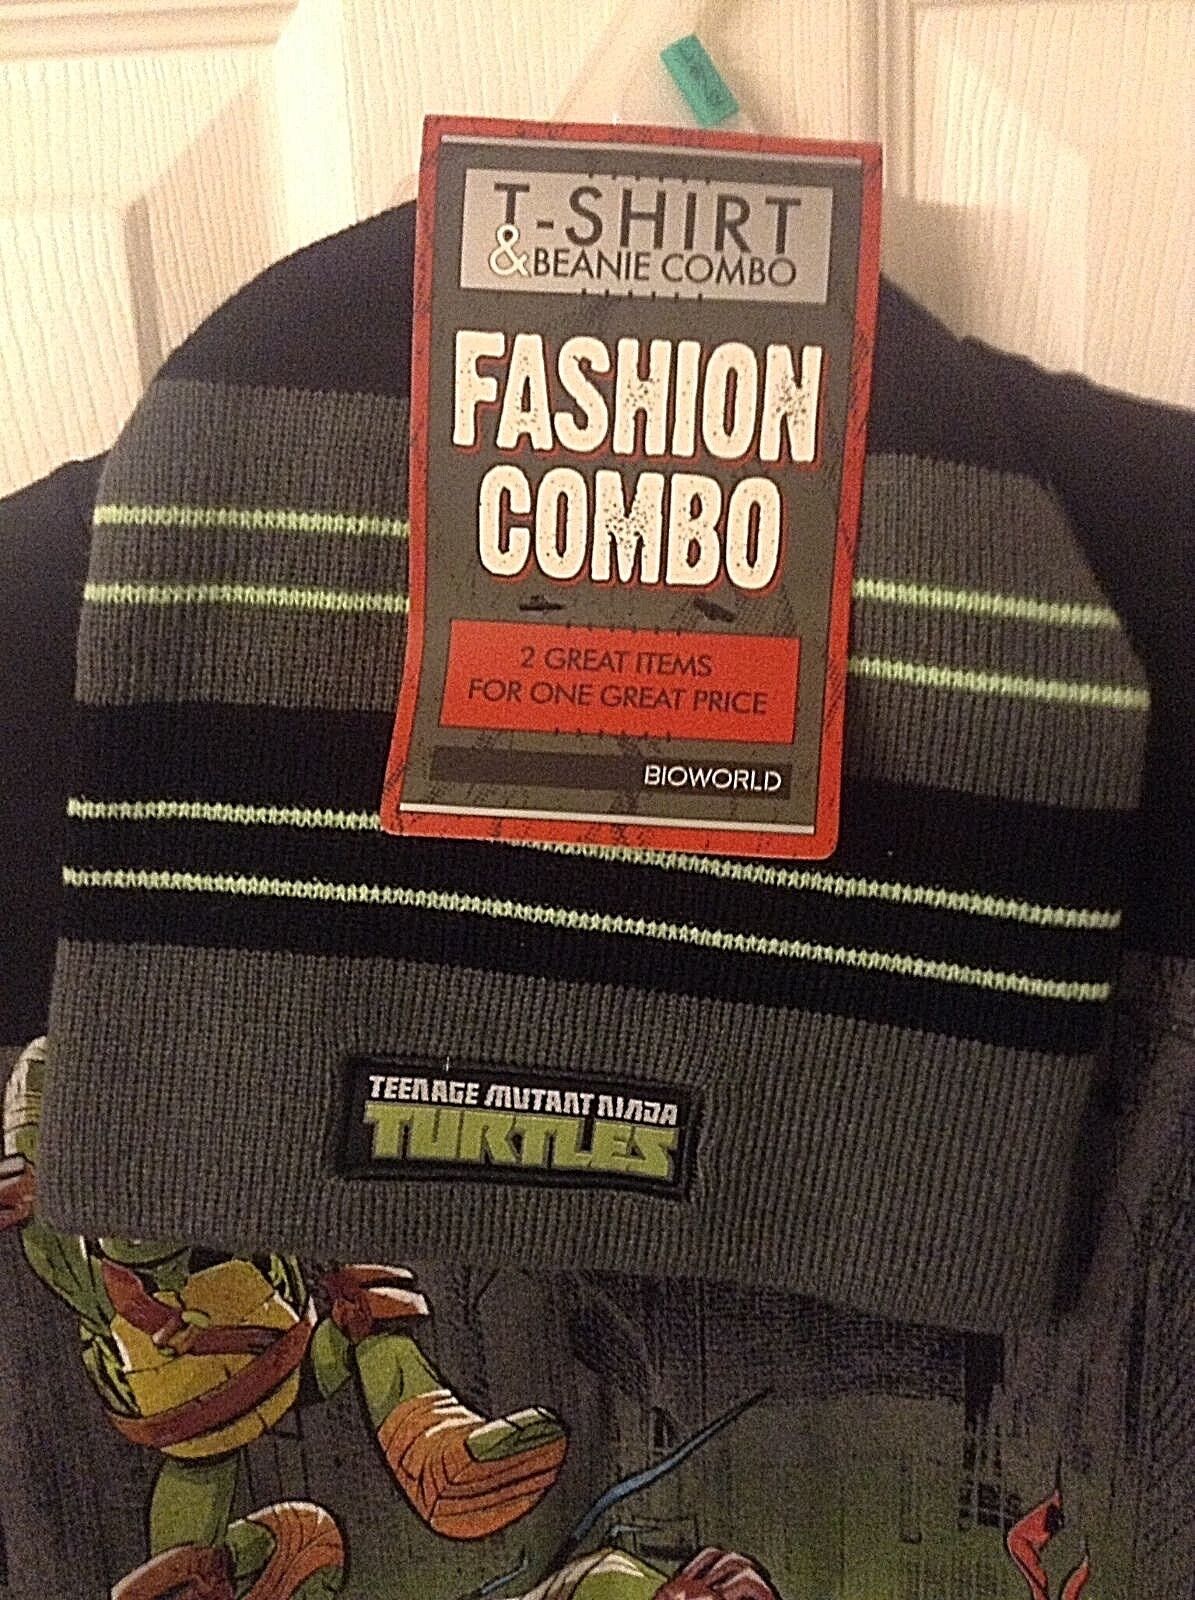 T-SHIRT
& BEANIE COMBO
FASHION
COMBO
2 GREAT ITEMS
FOR ONE GREAT PRICE
BIOWORLD
TEENAGE MUTANT NINJA
TURTLES